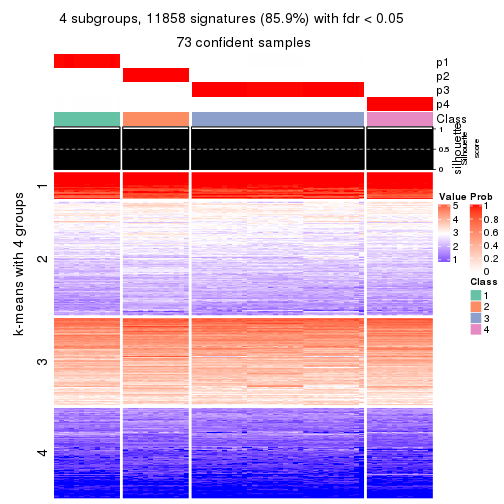 4 subgroups, 11858 signatures (85.9%) with fdr < 0.05
73 confident samples
p1
p2
p3
p4
Class
1
0.5
0
silhouette
Silhouette
score
k-means with 4 groups
1
2
3
4
Value
5
4
3
2
1
Prob
1
0.8
0.6
0.4
0.2
0
Class
1
2
3
4